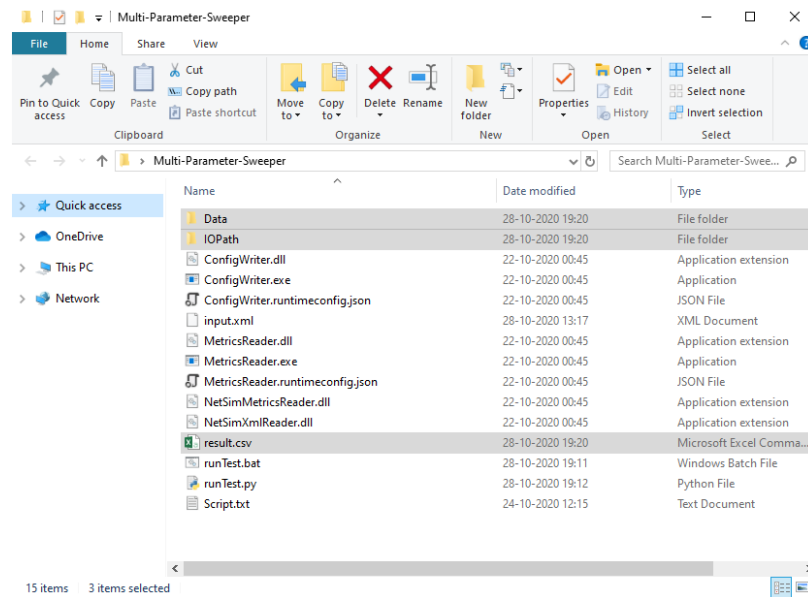 Multi-Parameter-Sweeper
File Home Share View
Pin to Quick access
Copy
Paste
Cut
Copy path
Paste shortcut
Clipboard
Move to
Copy to
Delete
Rename
Organize
New folder
New
Properties
Open
Edit
History
Open
Select all
Select none
Invert selection
Select
Multi-Parameter-Sweeper
Search Multi-Parameter-Swee...
Quick access
OneDrive
This PC
Network
Name Date modified Type
Data 28-10-2020 19:20 File folder
IOPath 28-10-2020 19:20 File folder
ConfigWriter.dll 22-10-2020 00:45 Application extension
ConfigWriter.exe 22-10-2020 00:45 Application
ConfigWriter.runtimeconfig.json 22-10-2020 00:45 JSON File
input.xml 28-10-2020 13:17 XML Document
MetricsReader.dll 22-10-2020 00:45 Application extension
MetricsReader.exe 22-10-2020 00:45 Application
MetricsReader.runtimeconfig.json 22-10-2020 00:45 JSON File
NetSimMetricsReader.dll 22-10-2020 00:45 Application extension
NetSimXmlReader.dll 22-10-2020 00:45 Application extension
result.csv 28-10-2020 19:20 Microsoft Excel Comma...
runTest.bat 28-10-2020 19:11 Windows Batch File
runTest.py 28-10-2020 19:12 Python File
Script.txt 24-10-2020 12:15 Text Document
15 items 3 items selected